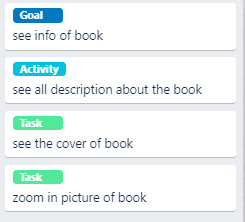 Goal
see info of book
Activity
see all description about the book
Task
see the cover of book
Task
zoom in picture of book